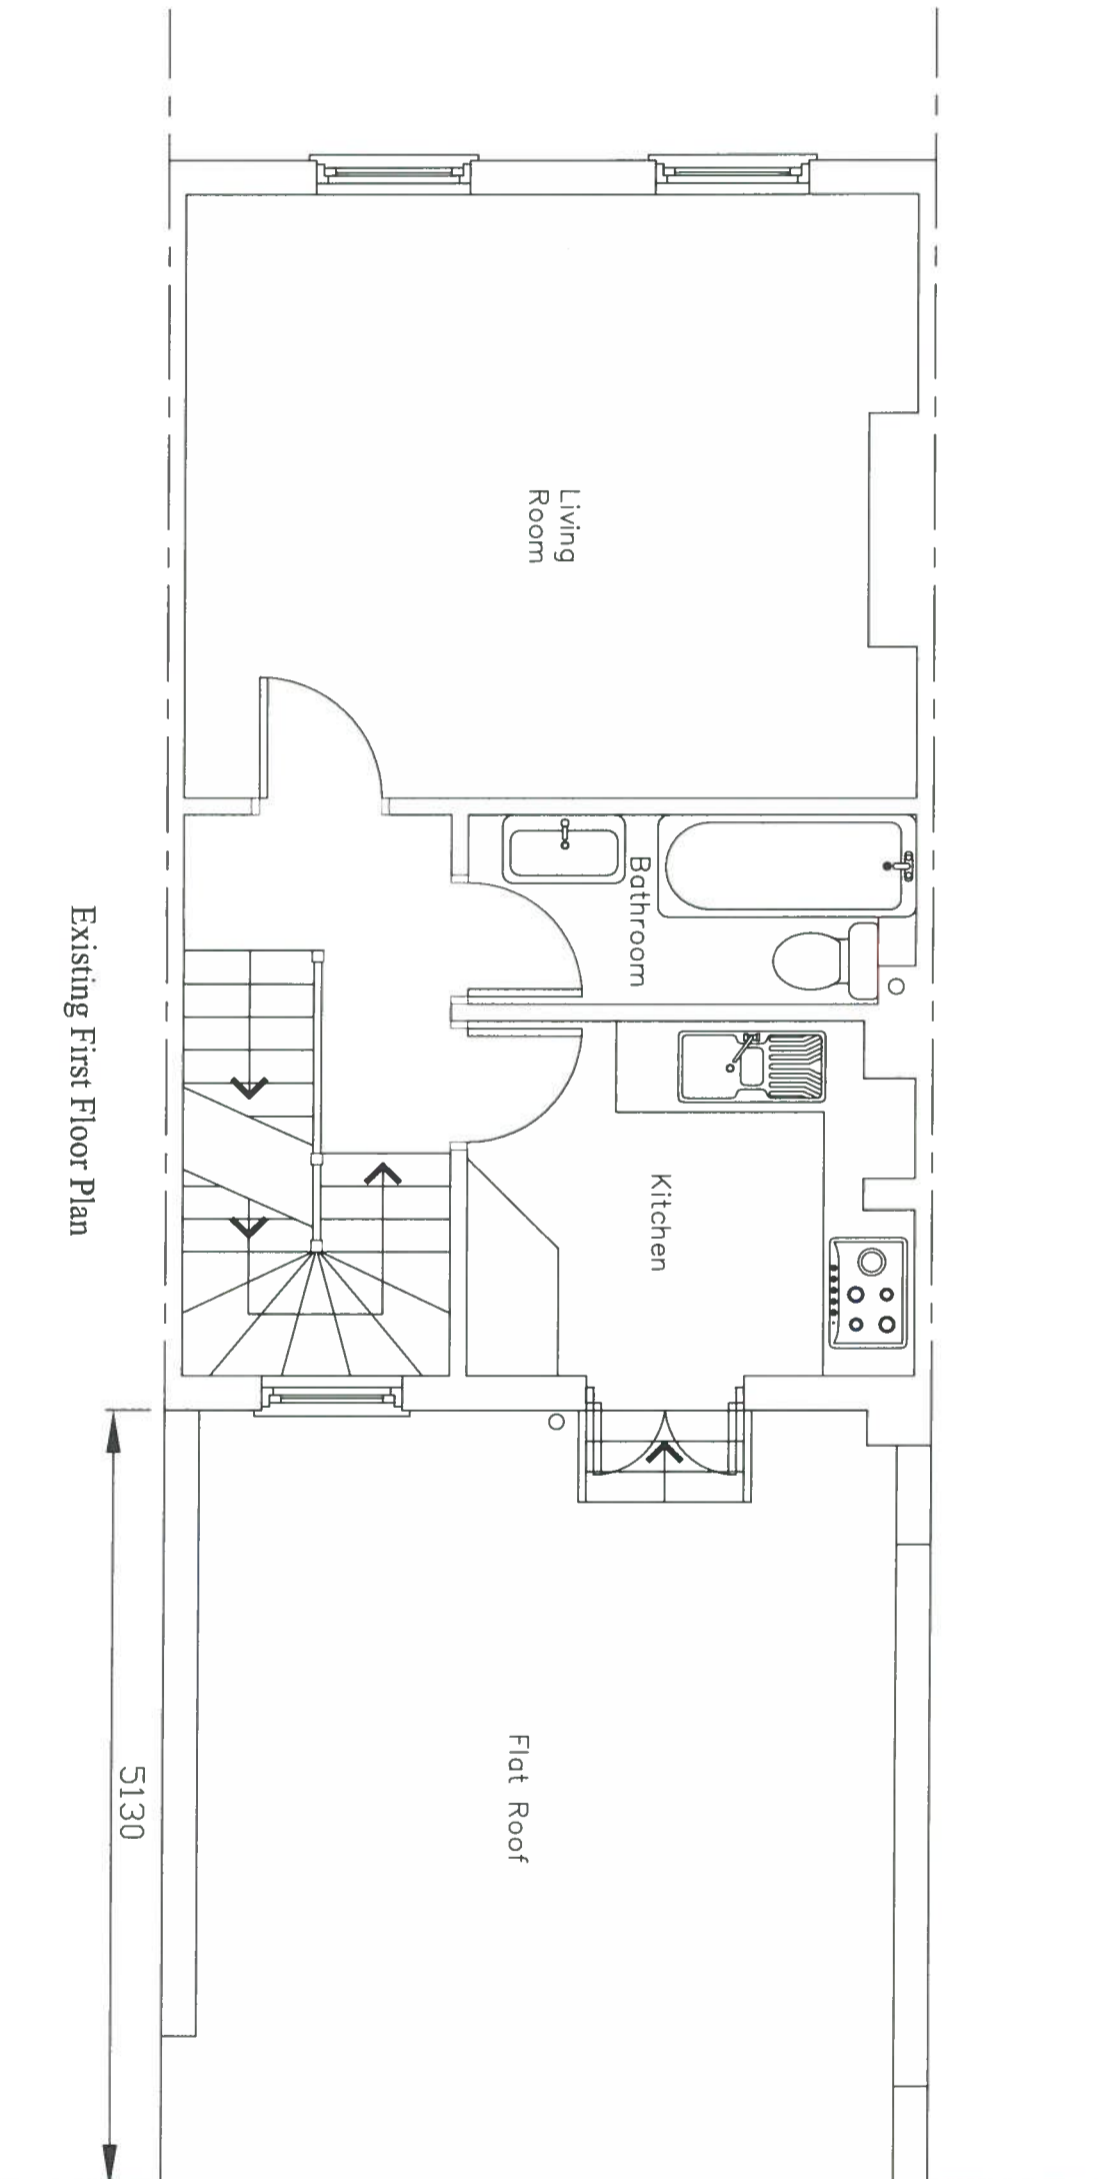 Living
Room
Bathroom
Kitchen
Flat Roof
5130
Existing First Floor Plan